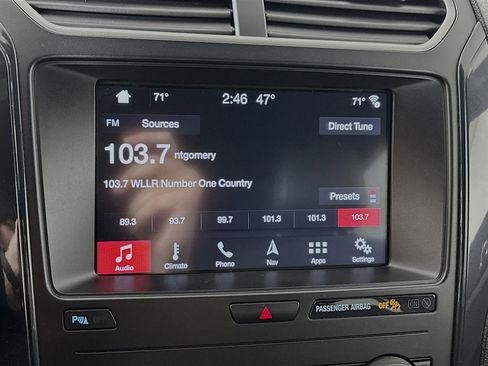 71° 2:46 47° 71°
FM Sources Direct Tune
103.7 ntgomery
103.7 WLLR Number One Country
Presets
89.3 93.7 99.7 101.3 101.3 103.7
Audio Climate Phone Nav Apps Settings
P OFF PASSENGER AIRBAG OFF ON